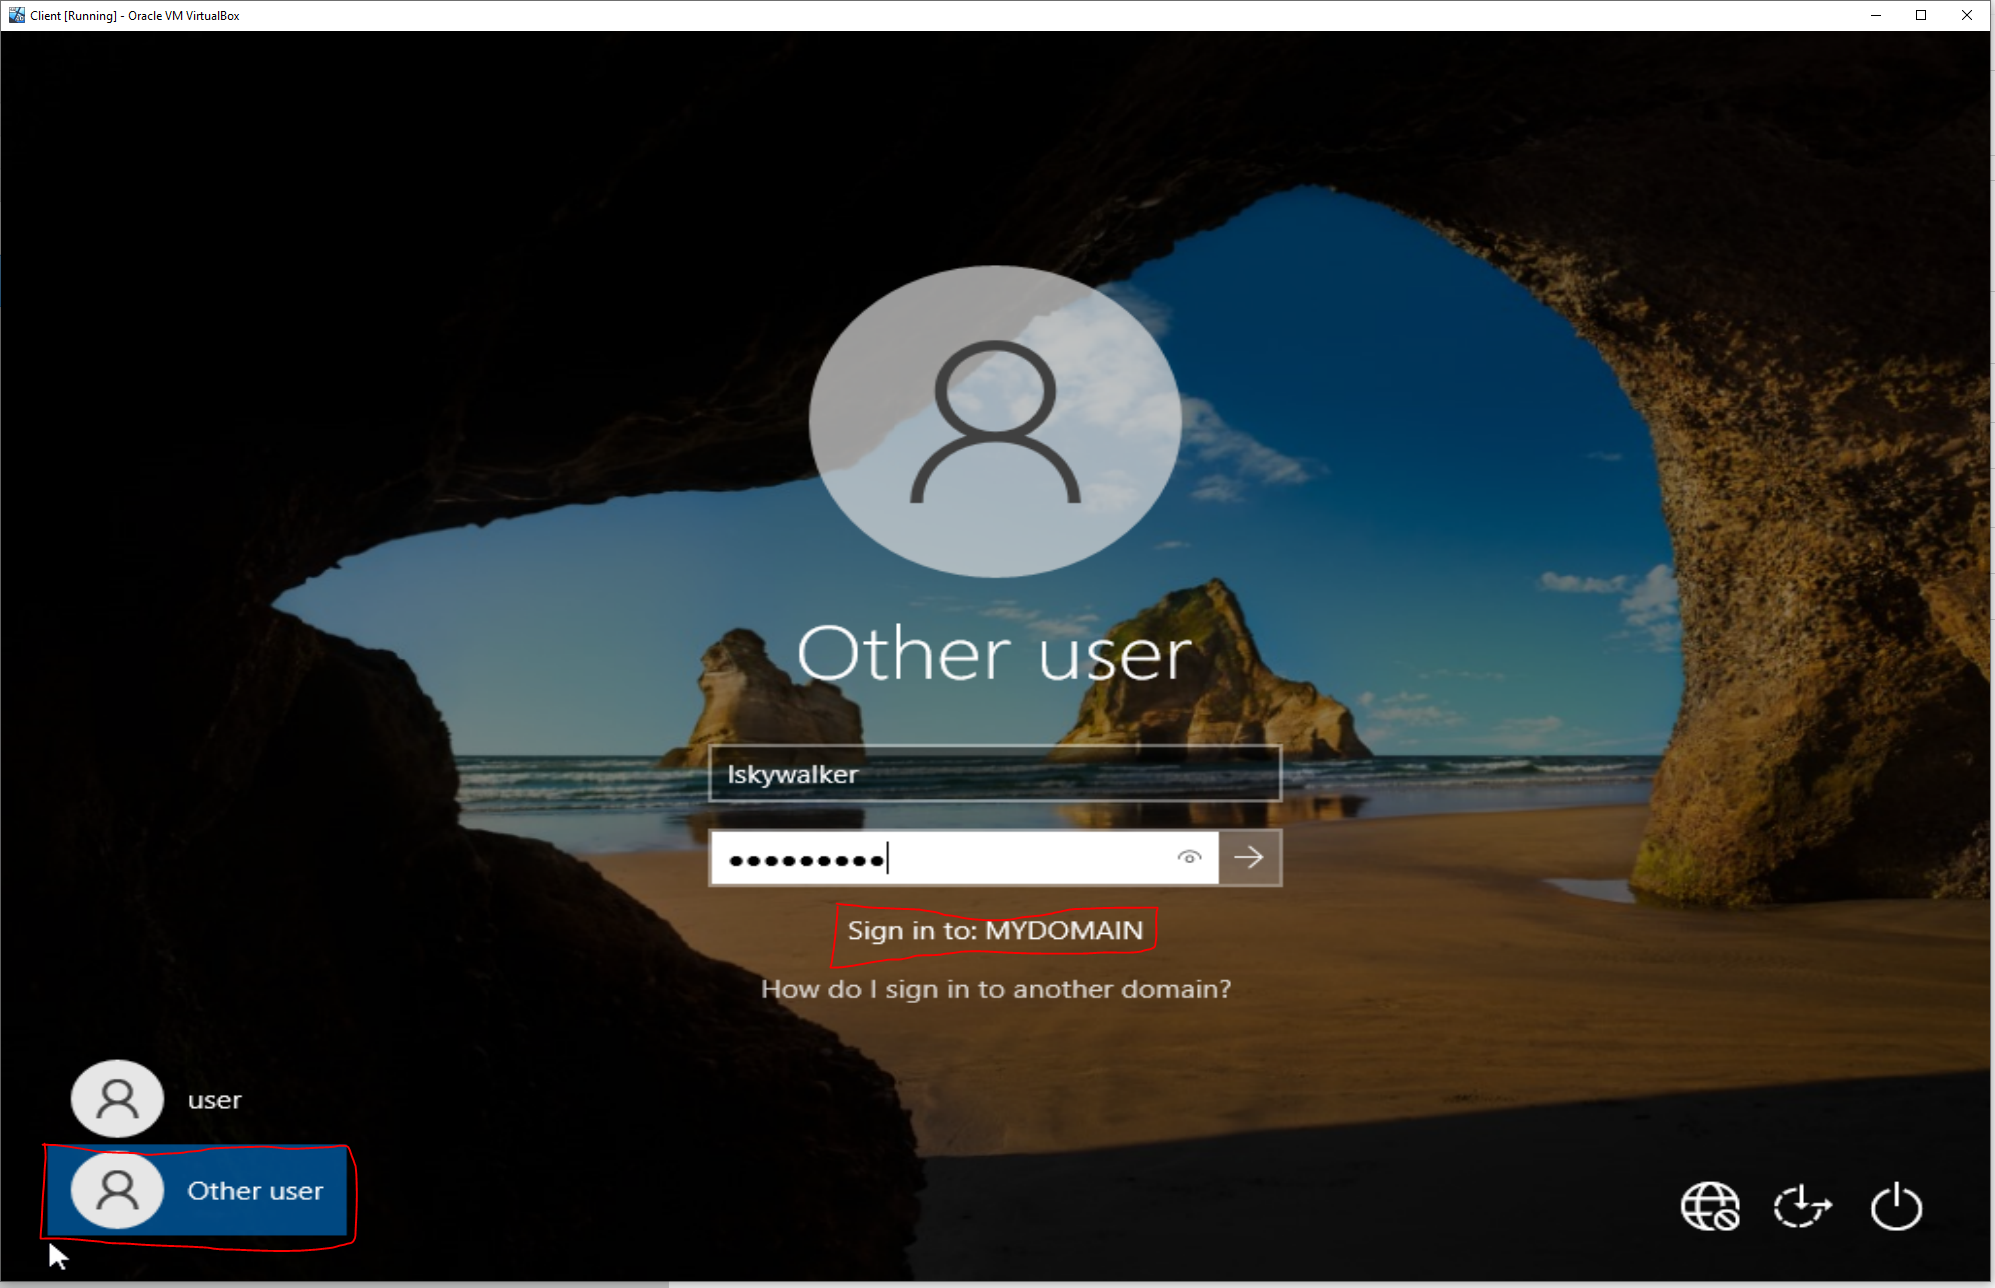 Client [Running] - Oracle VM VirtualBox
Other user
lskywalker
Sign in to: MYDOMAIN
How do I sign in to another domain?
user
Other user